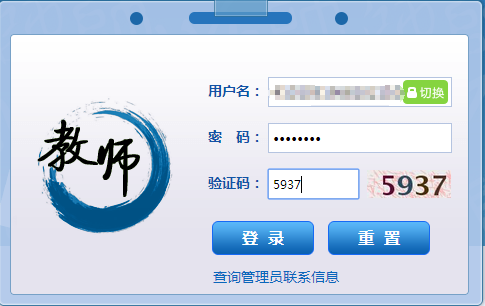 用户名：
切换
教师
密 码： ••••••••
验证码： 5937 5937
登 录 重 置
查询管理员联系信息